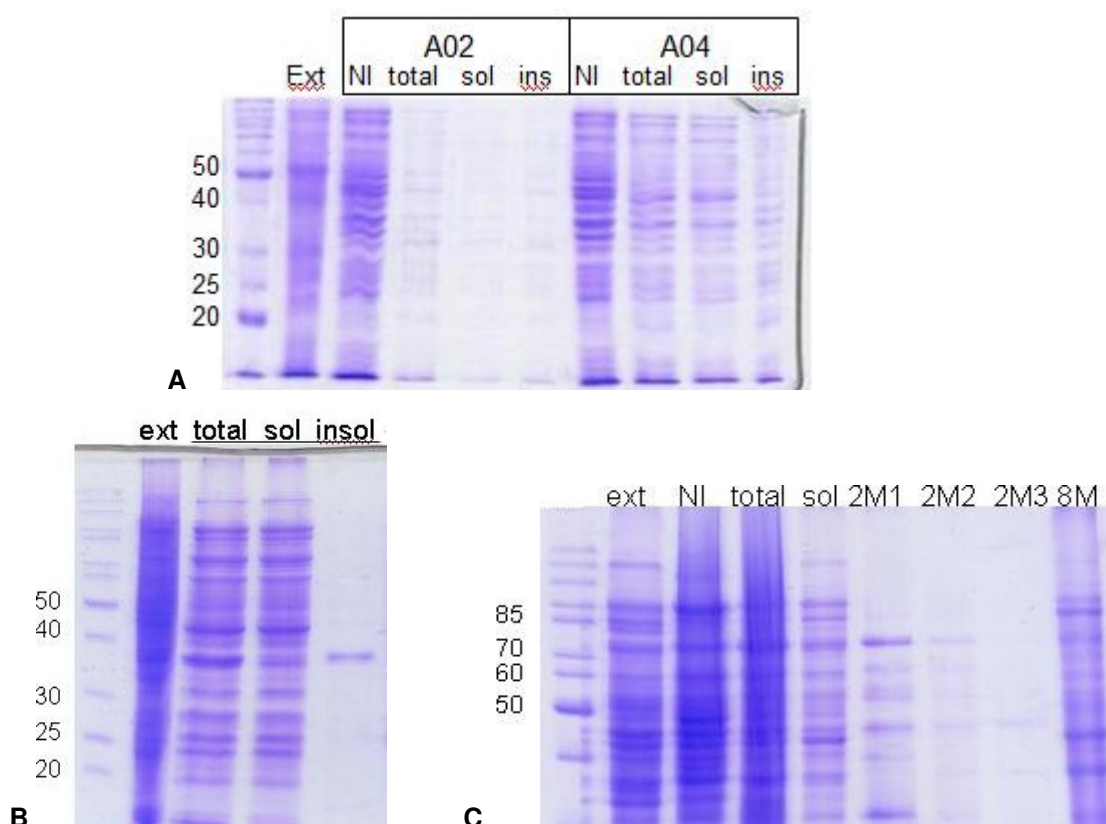 A02 A04
Ext NI total sol ins NI total sol ins
50
40
30
25
20
A
ext total sol insol
50
40
30
25
20
B
ext NI total sol 2M1 2M2 2M3 8M
85
70
60
50
C